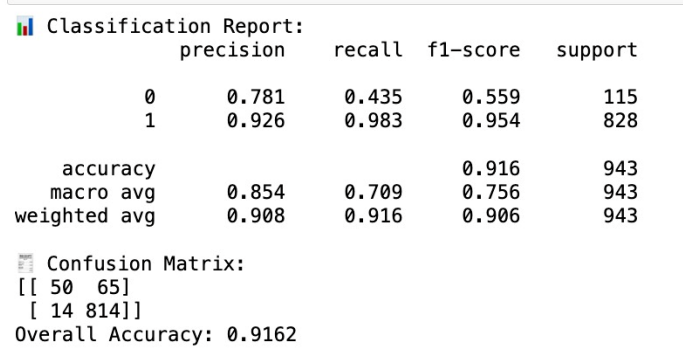 📊 Classification Report:
precision recall f1-score support
0 0.781 0.435 0.559 115
1 0.926 0.983 0.954 828
accuracy 0.916 943
macro avg 0.854 0.709 0.756 943
weighted avg 0.908 0.916 0.906 943
🧾 Confusion Matrix:
[[ 50 65]
[ 14 814]]
Overall Accuracy: 0.9162